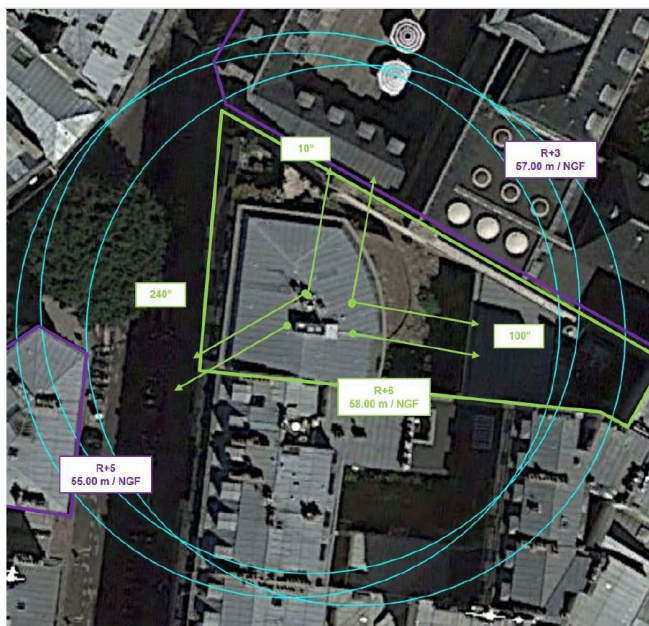 10°
R+3
57.00 m / NGF
240°
100°
R+6
58.00 m / NGF
R+5
55.00 m / NGF